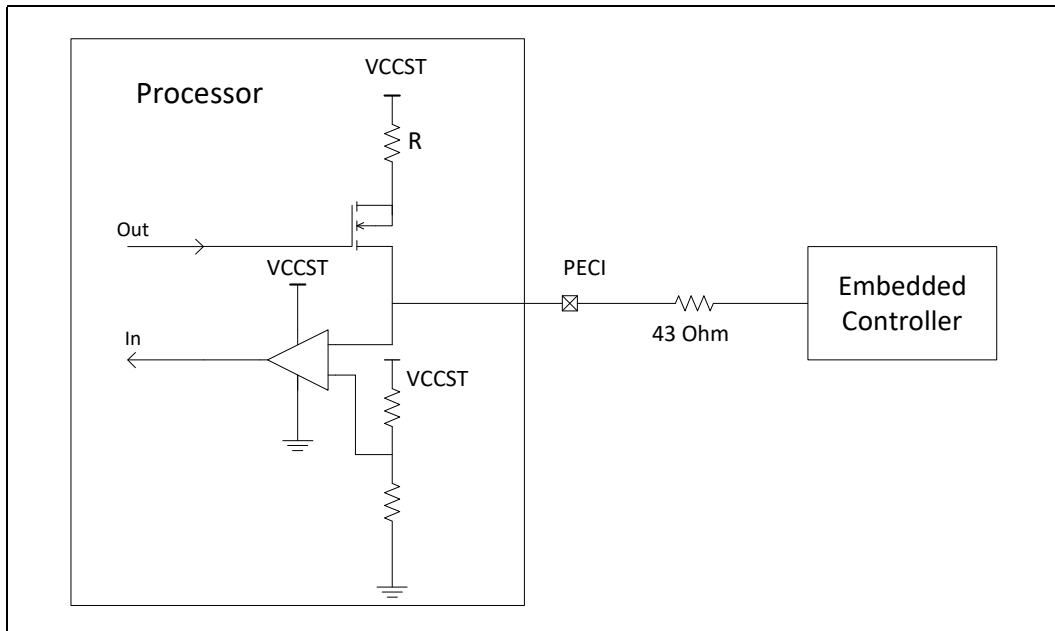 VCCST
Processor
R
Out
VCCST
PECI
Embedded
Controller
In
43 Ohm
VCCST